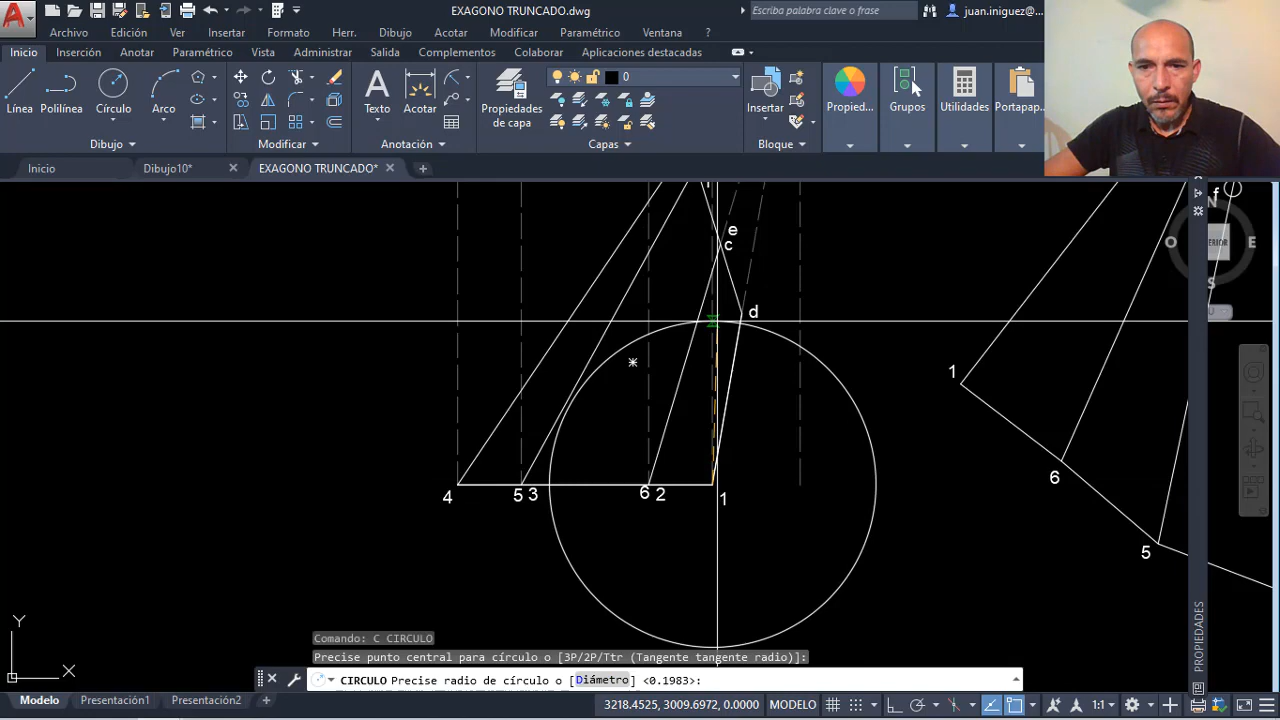 EXAGONO TRUNCADO.dwg
Escriba palabra clave o frase
juan.iniguez@...
Archivo Edición Ver Insertar Formato Herr. Dibujo Acotar Modificar Paramétrico Ventana ?
Inicio Inserción Anotar Paramétrico Vista Administrar Salida Complementos Colaborar Aplicaciones destacadas
0
Línea Polilínea Círculo Arco Texto Acotar Propiedades de capa Insertar Propied... Grupos Utilidades Portapap...
Dibujo Modificar Anotación Capas Bloque
Inicio Dibujo10* EXAGONO TRUNCADO*
f
N
e
c
O ERIOR E
S
d
U
1
6
4 5 3 6 2 1
5
PROPIEDADES
Y
X
Comando: C CIRCULO
Precise punto central para círculo o [3P/2P/Ttr (Tangente tangente radio)]:
CIRCULO Precise radio de círculo o [Diámetro] <0.1983>:
Modelo Presentación1 Presentación2
3218.4525, 3009.6972, 0.0000 MODELO 1:1